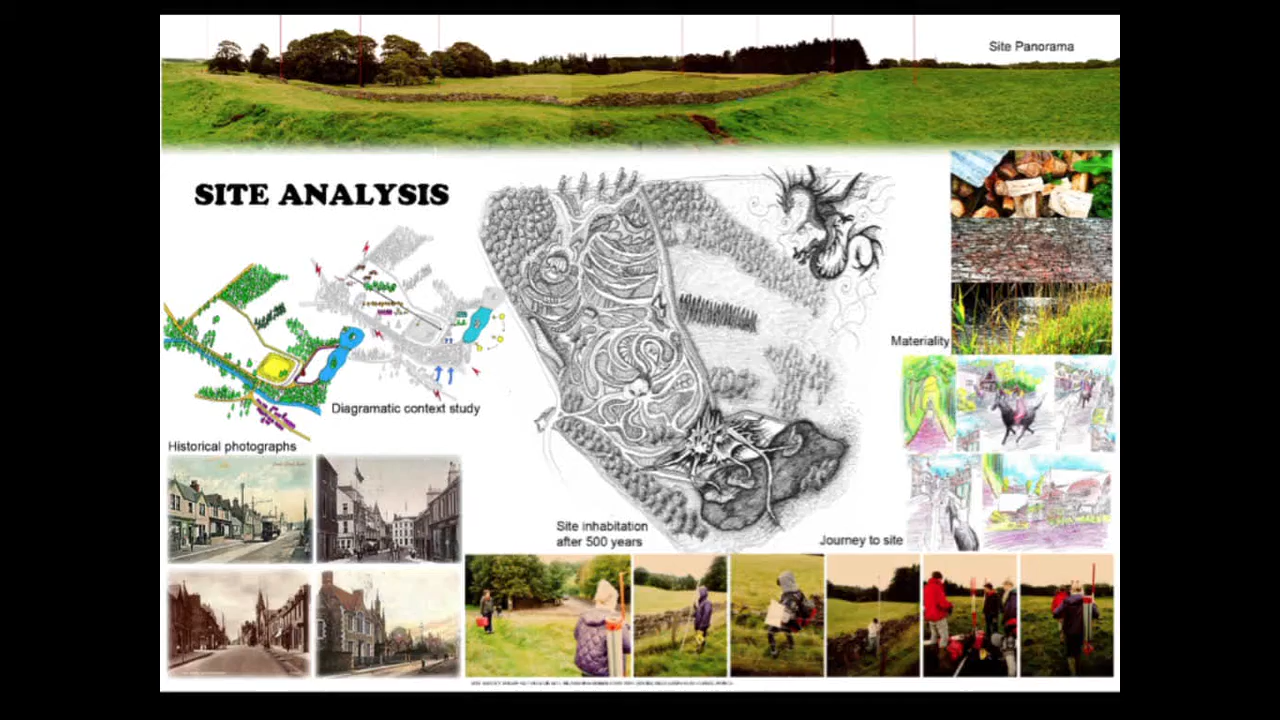 Site Panorama
SITE ANALYSIS
Materiality
Diagramatic context study
Historical photographs
Site inhabitation
after 500 years
Journey to site